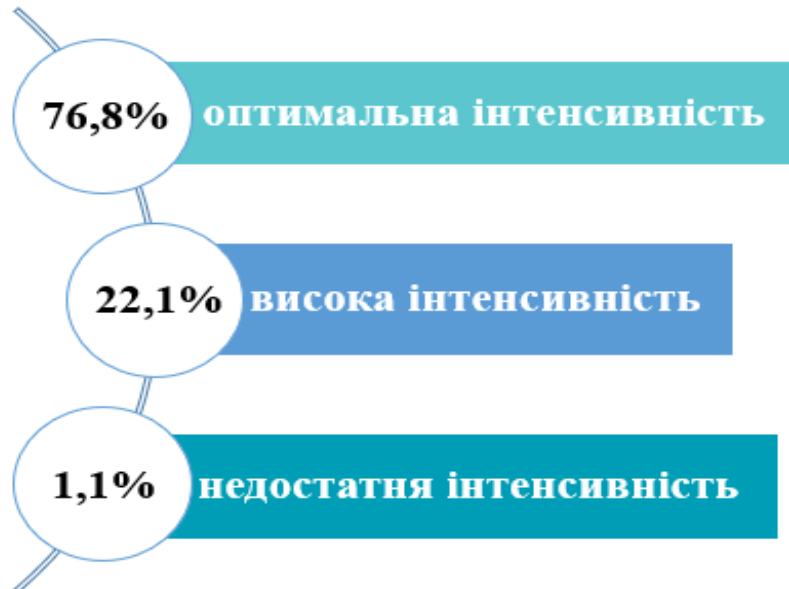 76,8% оптимальна інтенсивність
22,1% висока інтенсивність
1,1% недостатня інтенсивність